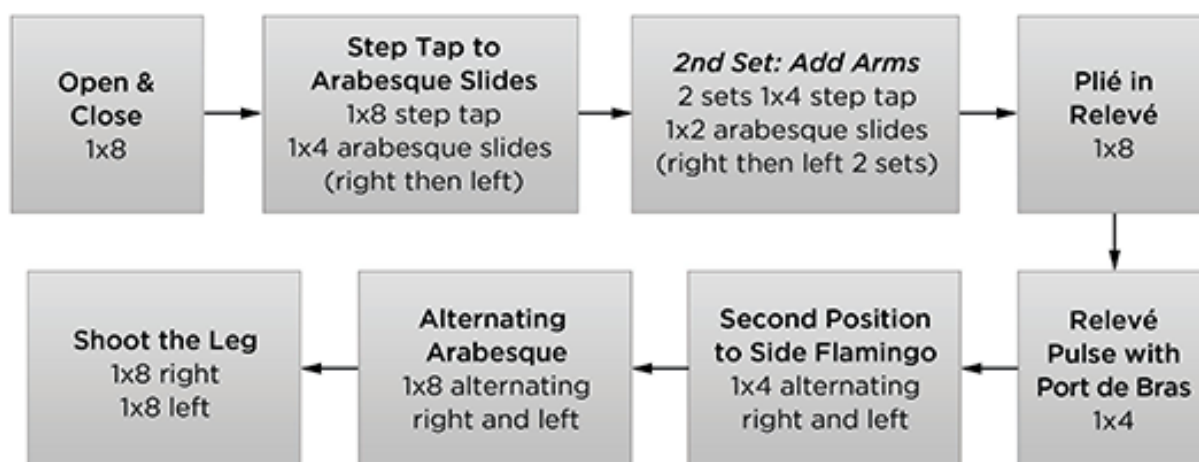 Open &
Close
1x8
Step Tap to
Arabesque Slides
1x8 step tap
1x4 arabesque slides
(right then left)
2nd Set: Add Arms
2 sets 1x4 step tap
1x2 arabesque slides
(right then left 2 sets)
Plié in
Relevé
1x8
Relevé
Pulse with
Port de Bras
1x4
Second Position
to Side Flamingo
1x4 alternating
right and left
Alternating
Arabesque
1x8 alternating
right and left
Shoot the Leg
1x8 right
1x8 left